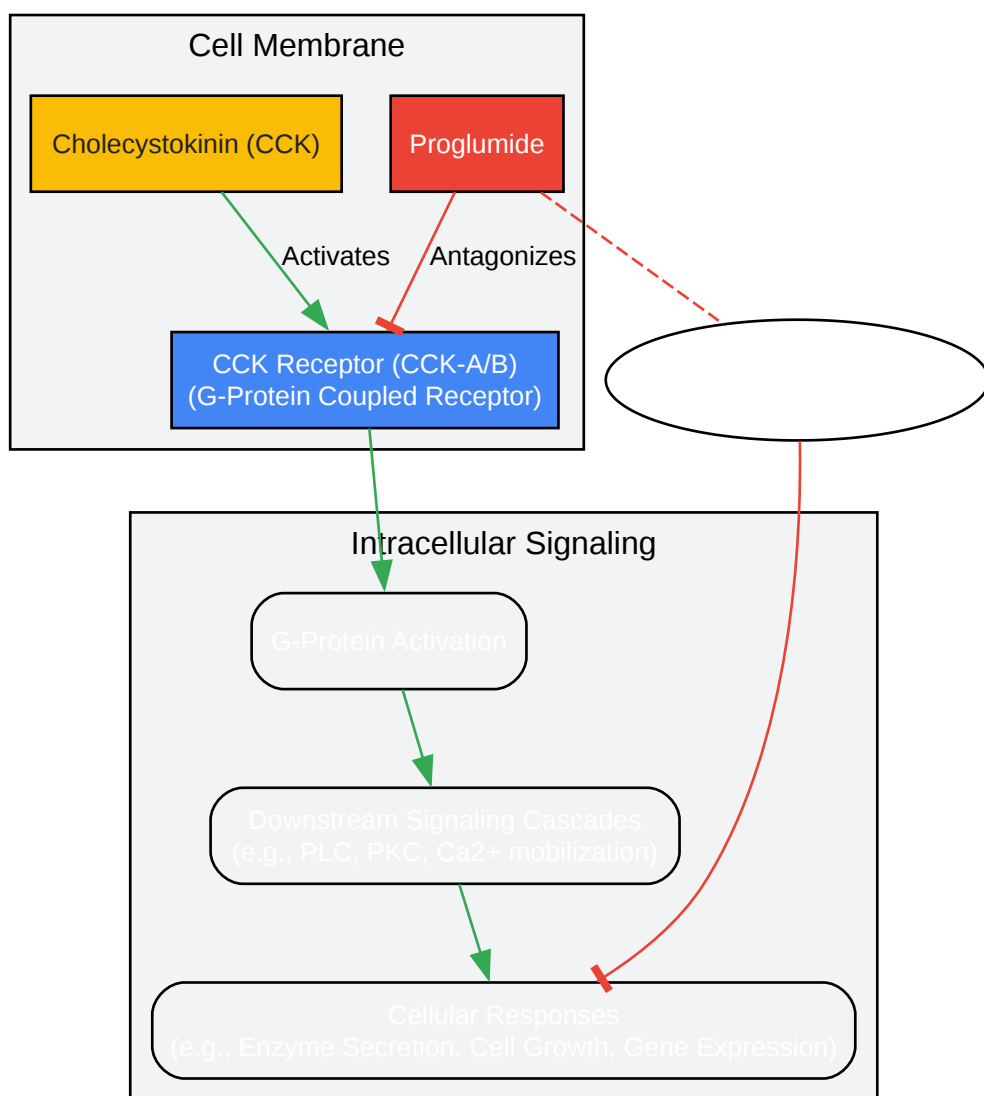 Cell Membrane
Cholecystokinin (CCK)
Proglumide
Activates
Antagonizes
CCK Receptor (CCK-A/B)
(G-Protein Coupled Receptor)
Intracellular Signaling
G-Protein Activation
Downstream Signaling Cascades
(e.g., PLC, PKC, Ca2+ mobilization)
Cellular Responses
(e.g., Enzyme Secretion, Cell Growth, Gene Expression)